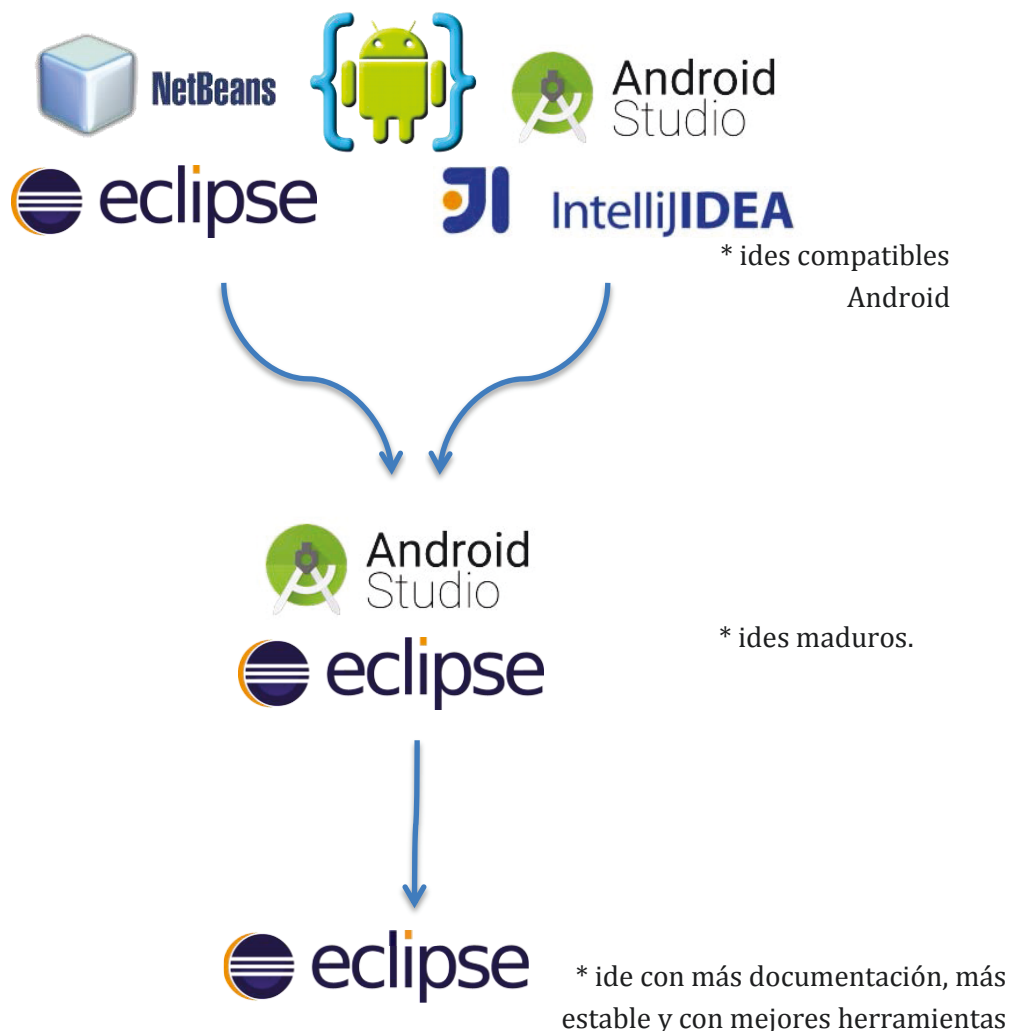 NetBeans
Android
Studio
eclipse
IntelliJIDEA
* ides compatibles
Android
Android
Studio
eclipse
* ides maduros.
eclipse
* ide con más documentación, más
estable y con mejores herramientas